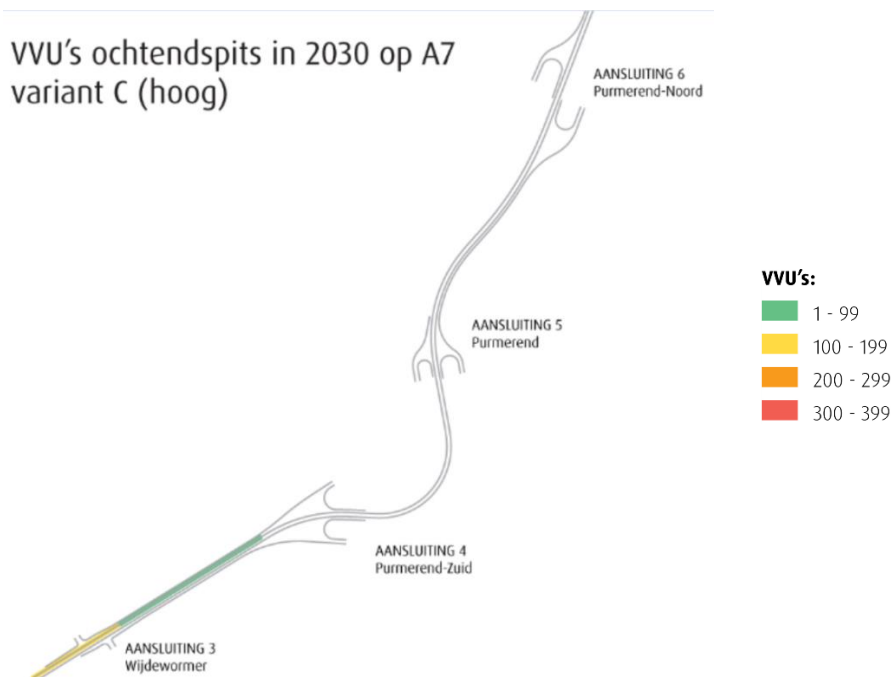 VVU's ochtendspits in 2030 op A7
variant C (hoog)
AANSLUITING 6
Purmerend-Noord
AANSLUITING 5
Purmerend
AANSLUITING 4
Purmerend-Zuid
AANSLUITING 3
Wijdewormer
VVU's:
1 - 99
100 - 199
200 - 299
300 - 399